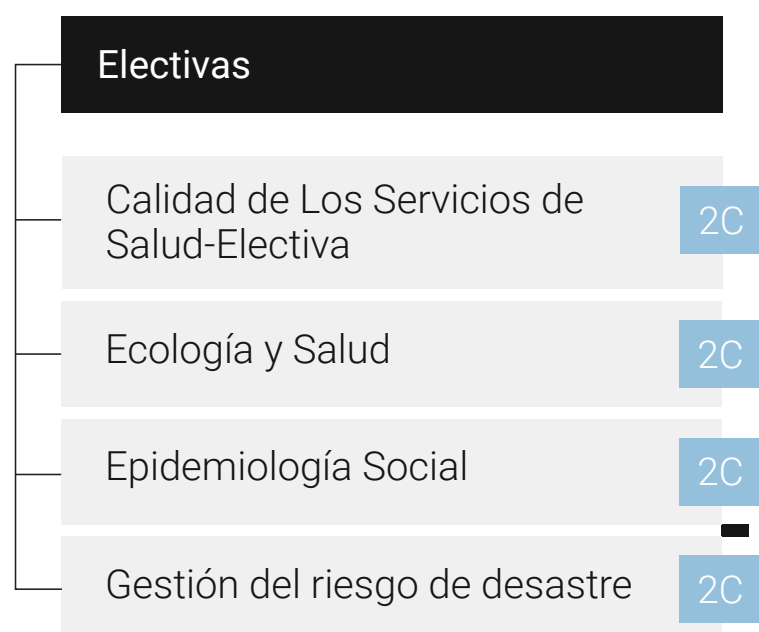 Electivas
Calidad de Los Servicios de
Salud-Electiva
2C
Ecología y Salud
2C
Epidemiología Social
2C
Gestión del riesgo de desastre
2C